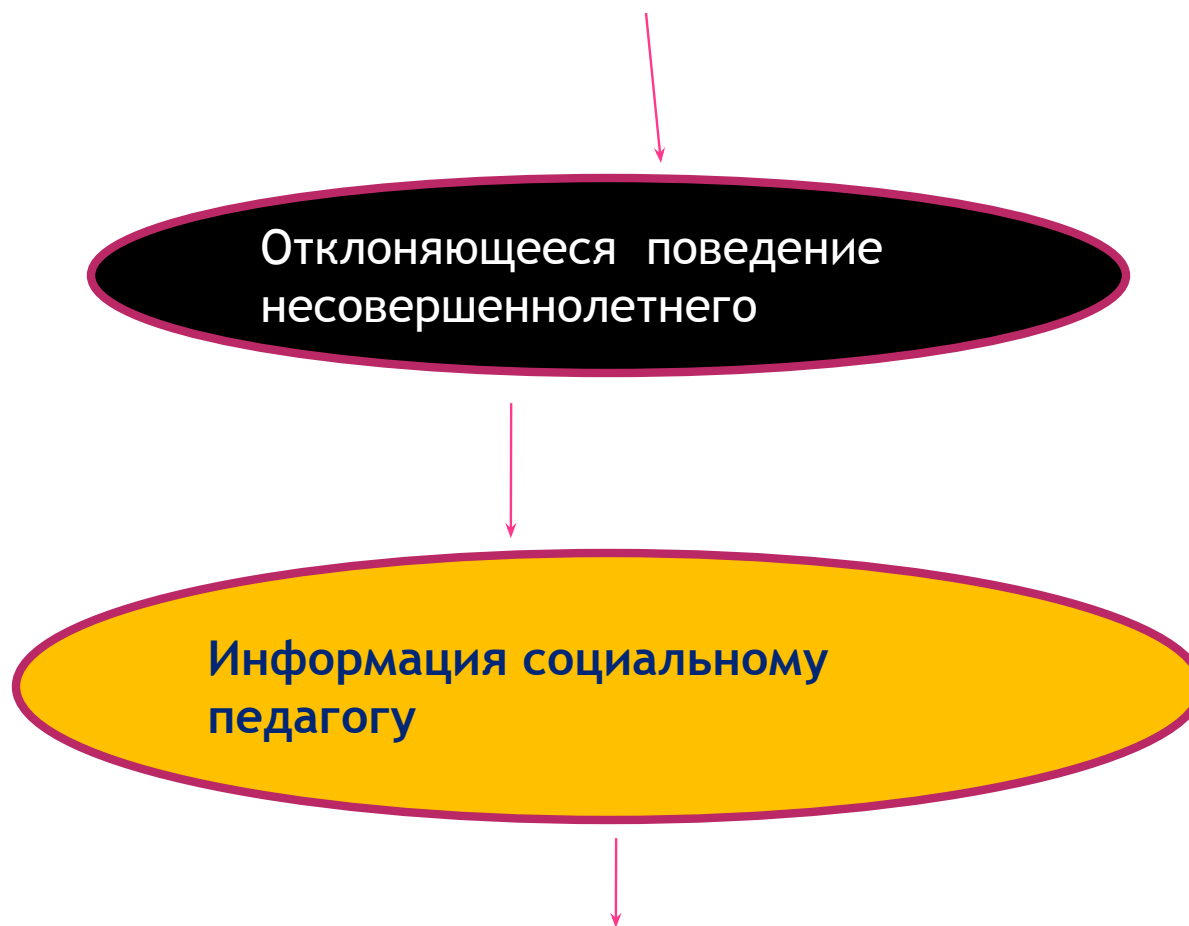 Отклоняющееся поведение
несовершеннолетнего
Информация социальному
педагогу